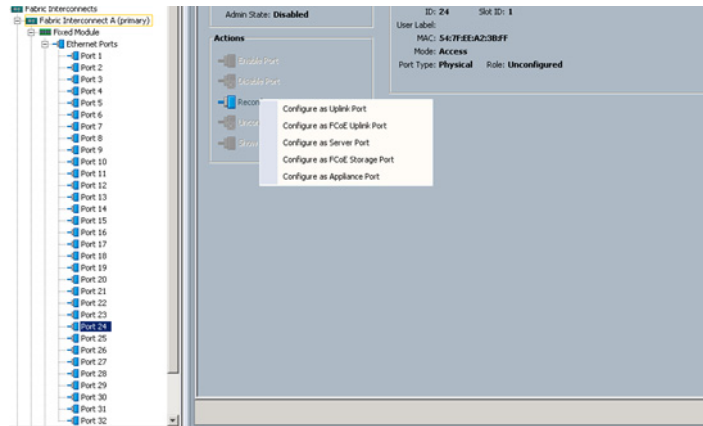 Fabric Interconnects
Fabric Interconnect A (primary)
Fixed Module
Ethernet Ports
Port 1
Port 2
Port 3
Port 4
Port 5
Port 6
Port 7
Port 8
Port 9
Port 10
Port 11
Port 12
Port 13
Port 14
Port 15
Port 16
Port 17
Port 18
Port 19
Port 20
Port 21
Port 22
Port 23
Port 24
Port 25
Port 26
Port 27
Port 28
Port 29
Port 30
Port 31
Port 32
Admin State: Disabled
Actions
Enable Port
Disable Port
Recon
Uncon
Show
Configure as Uplink Port
Configure as FCoE Uplink Port
Configure as Server Port
Configure as FCoE Storage Port
Configure as Appliance Port
ID: 24 Slot ID: 1
User Label:
MAC: 54:7F:EE:A2:3B:FF
Mode: Access
Port Type: Physical Role: Unconfigured